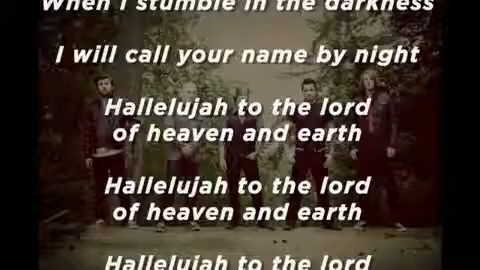 When I stumble in the darkness
I will call your name by night
Hallelujah to the lord
of heaven and earth
Hallelujah to the lord
of heaven and earth
Hallelujah to the lord